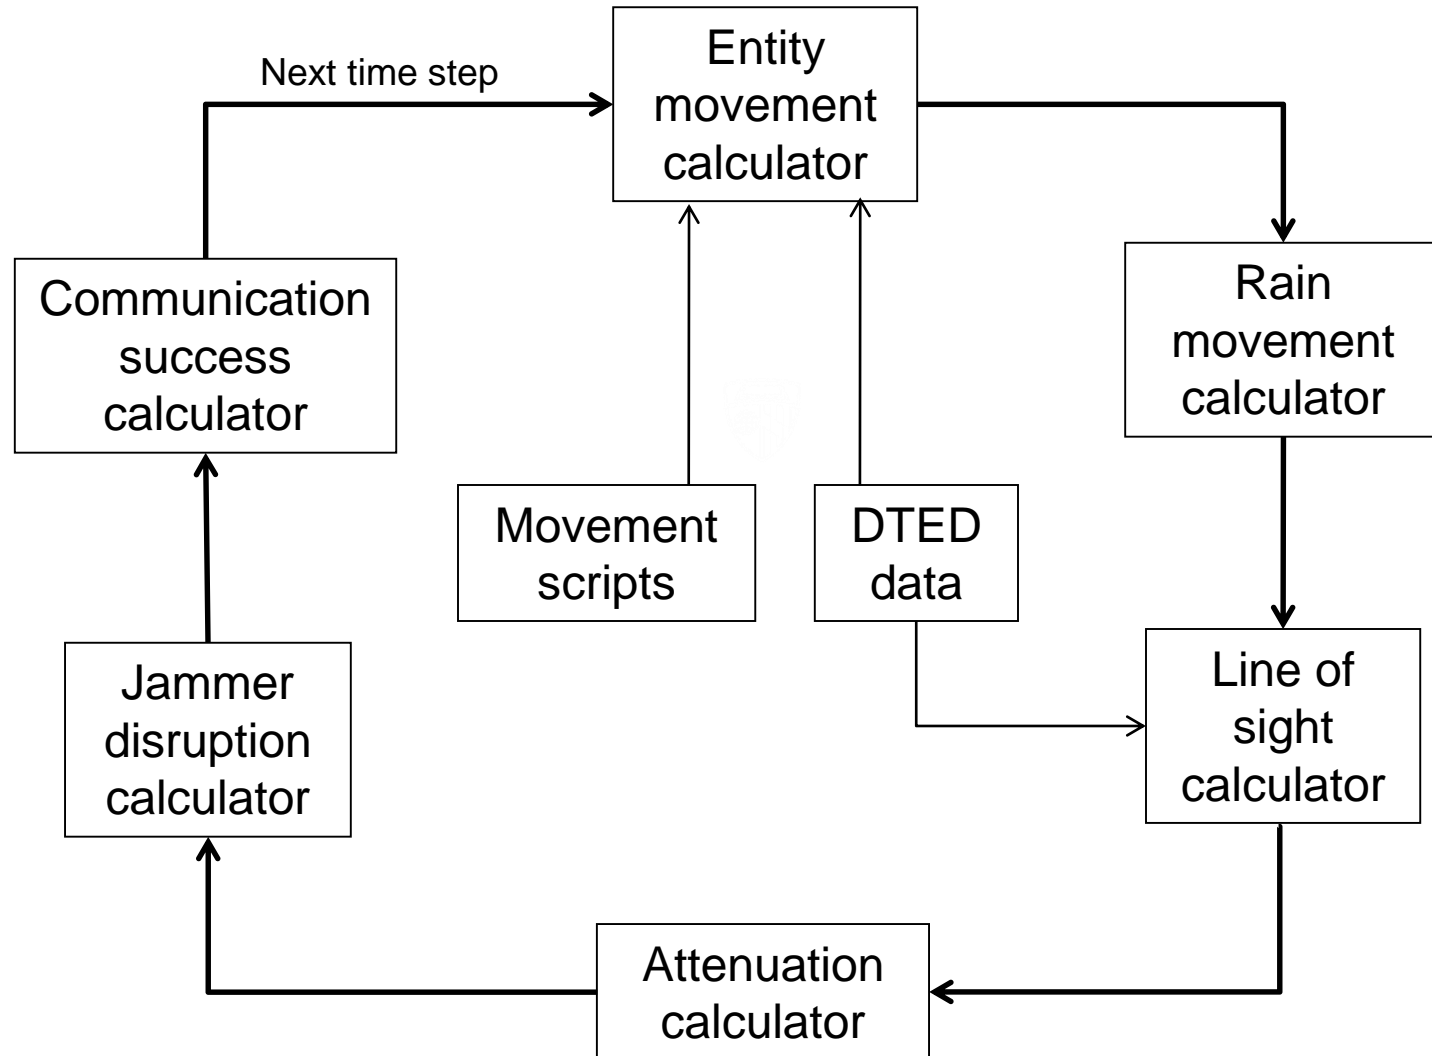 Next time step
Entity
movement
calculator
Rain
movement
calculator
Communication
success
calculator
Movement
scripts
DTED
data
Line of
sight
calculator
Jammer
disruption
calculator
Attenuation
calculator